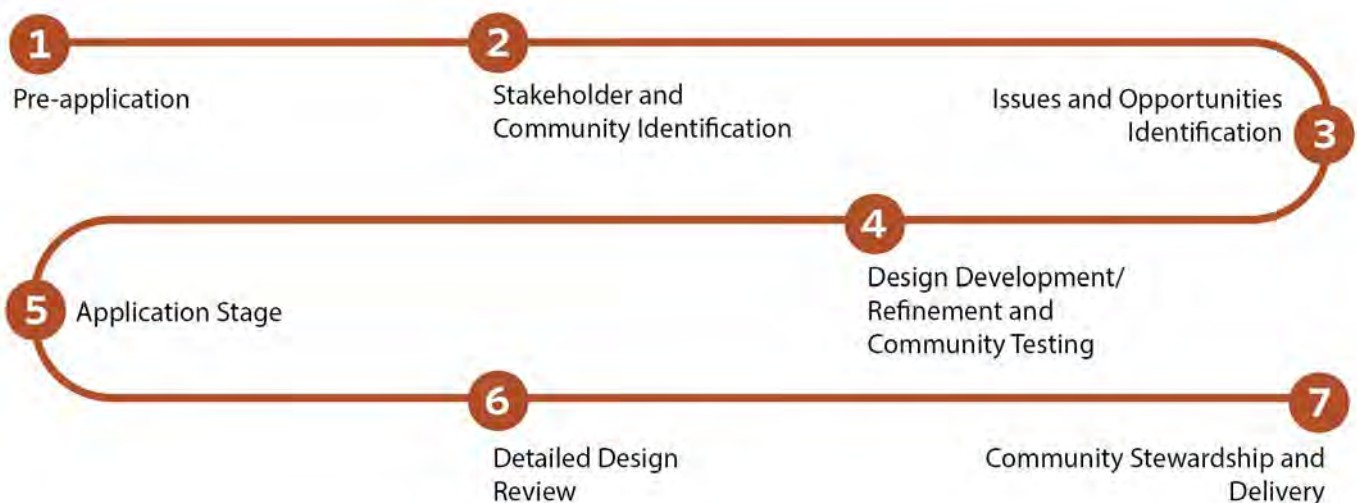 1
Pre-application
2
Stakeholder and
Community Identification
Issues and Opportunities
Identification
3
4
Design Development/
Refinement and
Community Testing
5
Application Stage
6
Detailed Design
Review
7
Community Stewardship and
Delivery